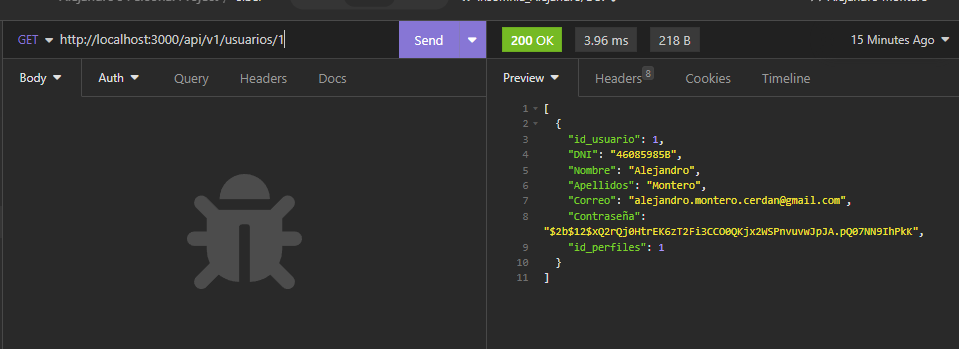 GET http://localhost:3000/api/v1/usuarios/1 Send 200 OK 3.96 ms 218 B 15 Minutes Ago
Body Auth Query Headers Docs Preview Headers 8 Cookies Timeline
1 [
2 {
3 "id_usuario": 1,
4 "DNI": "46085985B",
5 "Nombre": "Alejandro",
6 "Apellidos": "Montero",
7 "Correo": "alejandro.montero.cerdan@gmail.com",
8 "Contraseña":
"$2b$12$xQ2rQj0HtrEK6zT2Fi3CCO0QKjx2WSPnvuvwJpJA.pQ07NN9IhPkK",
9 "id_perfiles": 1
10 }
11 ]